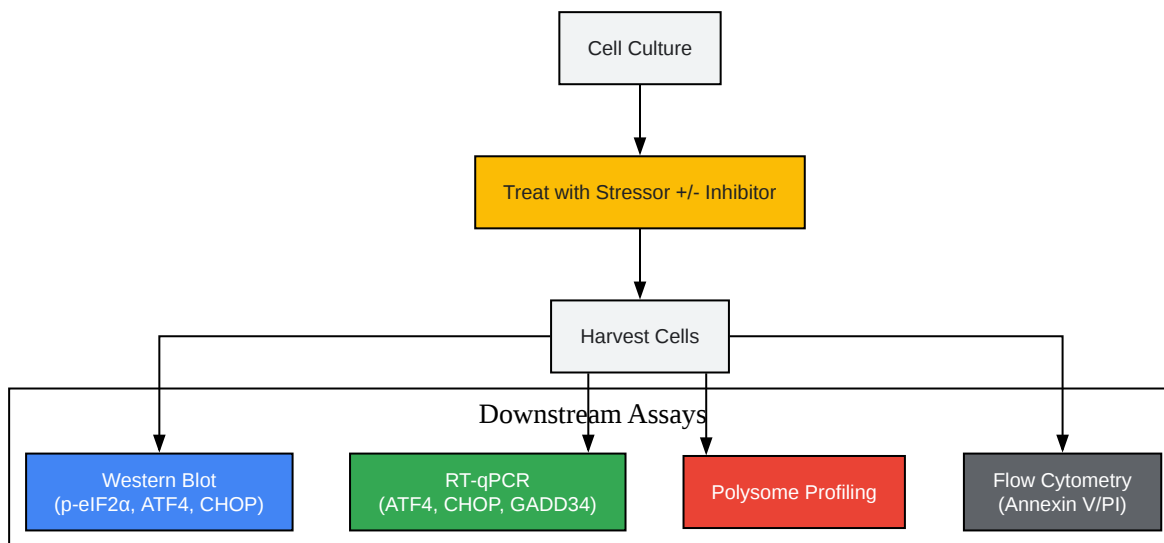 Cell Culture
Treat with Stressor +/- Inhibitor
Harvest Cells
Downstream Assays
Western Blot
(p-eIF2α, ATF4, CHOP)
RT-qPCR
(ATF4, CHOP, GADD34)
Polysome Profiling
Flow Cytometry
(Annexin V/PI)